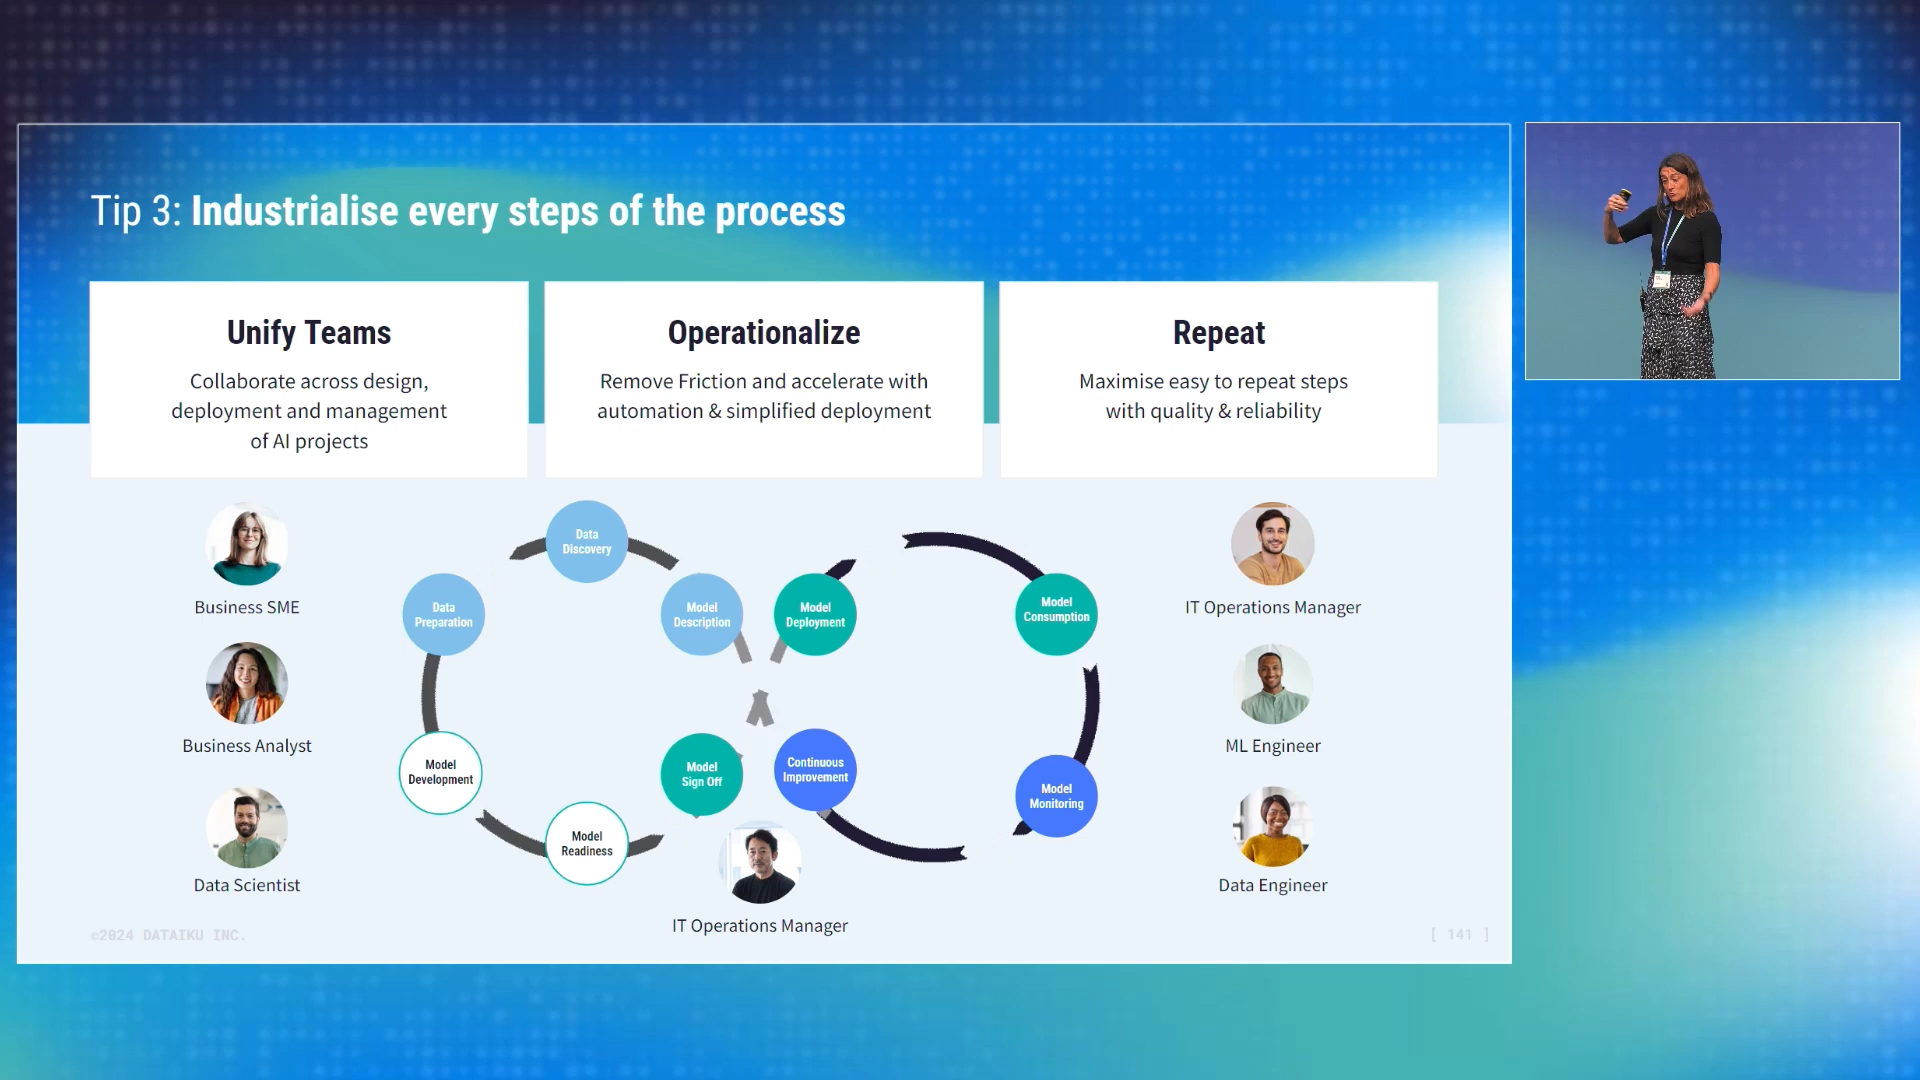 Tip 3: Industrialise every steps of the process
Unify Teams
Collaborate across design,
deployment and management
of AI projects
Operationalize
Remove Friction and accelerate with
automation & simplified deployment
Repeat
Maximise easy to repeat steps
with quality & reliability
Business SME
Business Analyst
Data Scientist
Data
Discovery
Data
Preparation
Model
Description
Model
Deployment
Model
Consumption
Model
Development
Model
Readiness
Model
Sign Off
Continuous
Improvement
Model
Monitoring
IT Operations Manager
IT Operations Manager
ML Engineer
Data Engineer
©2024 DATAIKU INC.
[ 141 ]